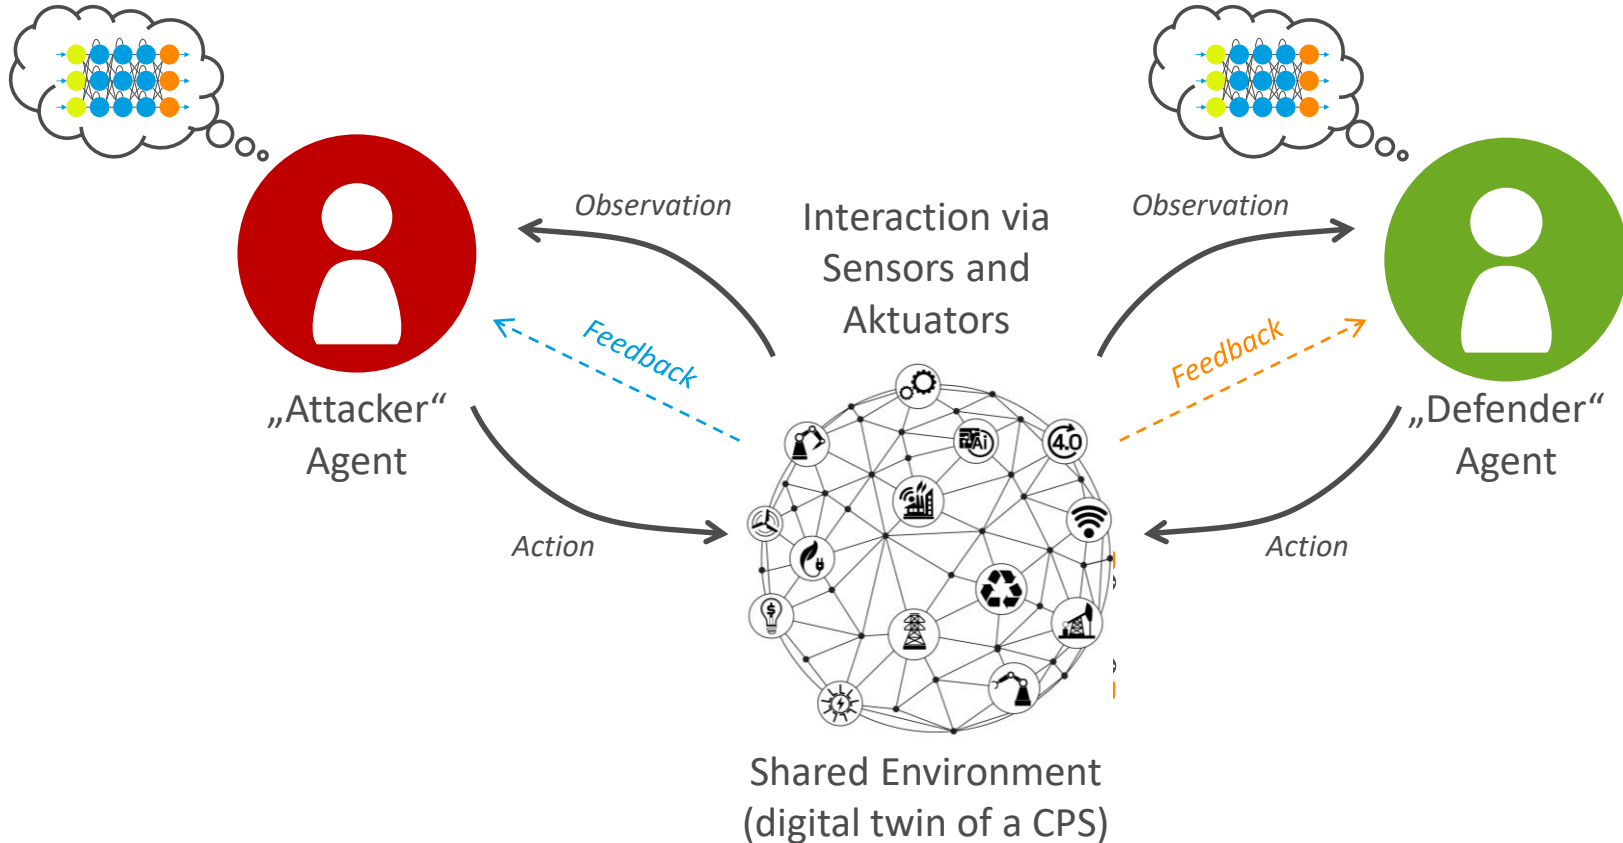 Observation
Interaction via
Sensors and
Aktuators
Observation
Feedback
Feedback
„Attacker“
Agent
„Defender“
Agent
Ai
4.0
Action
Action
$
Shared Environment
(digital twin of a CPS)